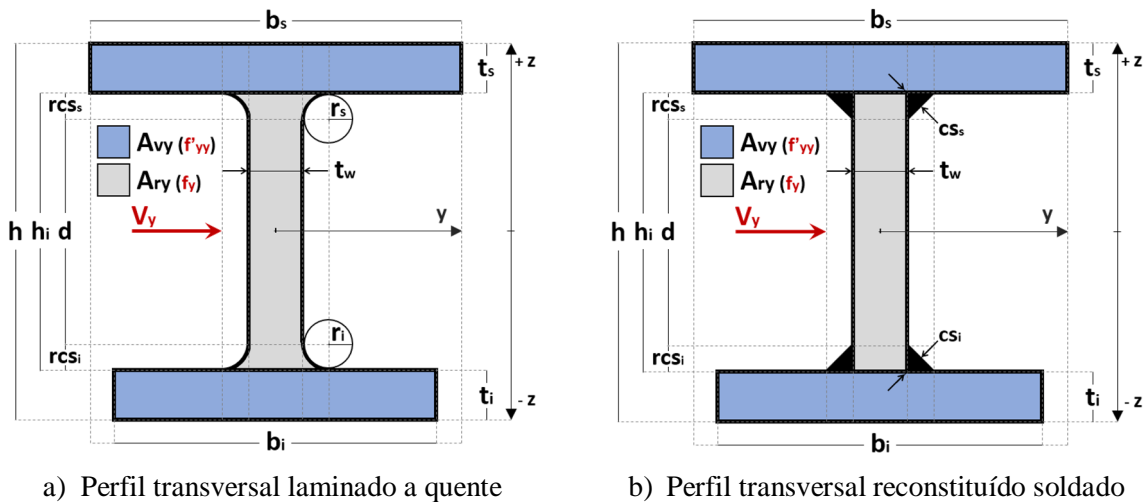 bs
ts
+ z
rcss
rs
Avy (f'yy)
Ary (fy)
tw
Vy
y
h hi d
ri
rcsi
ti
- z
bi
a) Perfil transversal laminado a quente
bs
ts
+ z
rcss
css
Avy (f'yy)
Ary (fy)
tw
Vy
y
h hi d
csi
rcsi
ti
- z
bi
b) Perfil transversal reconstituído soldado